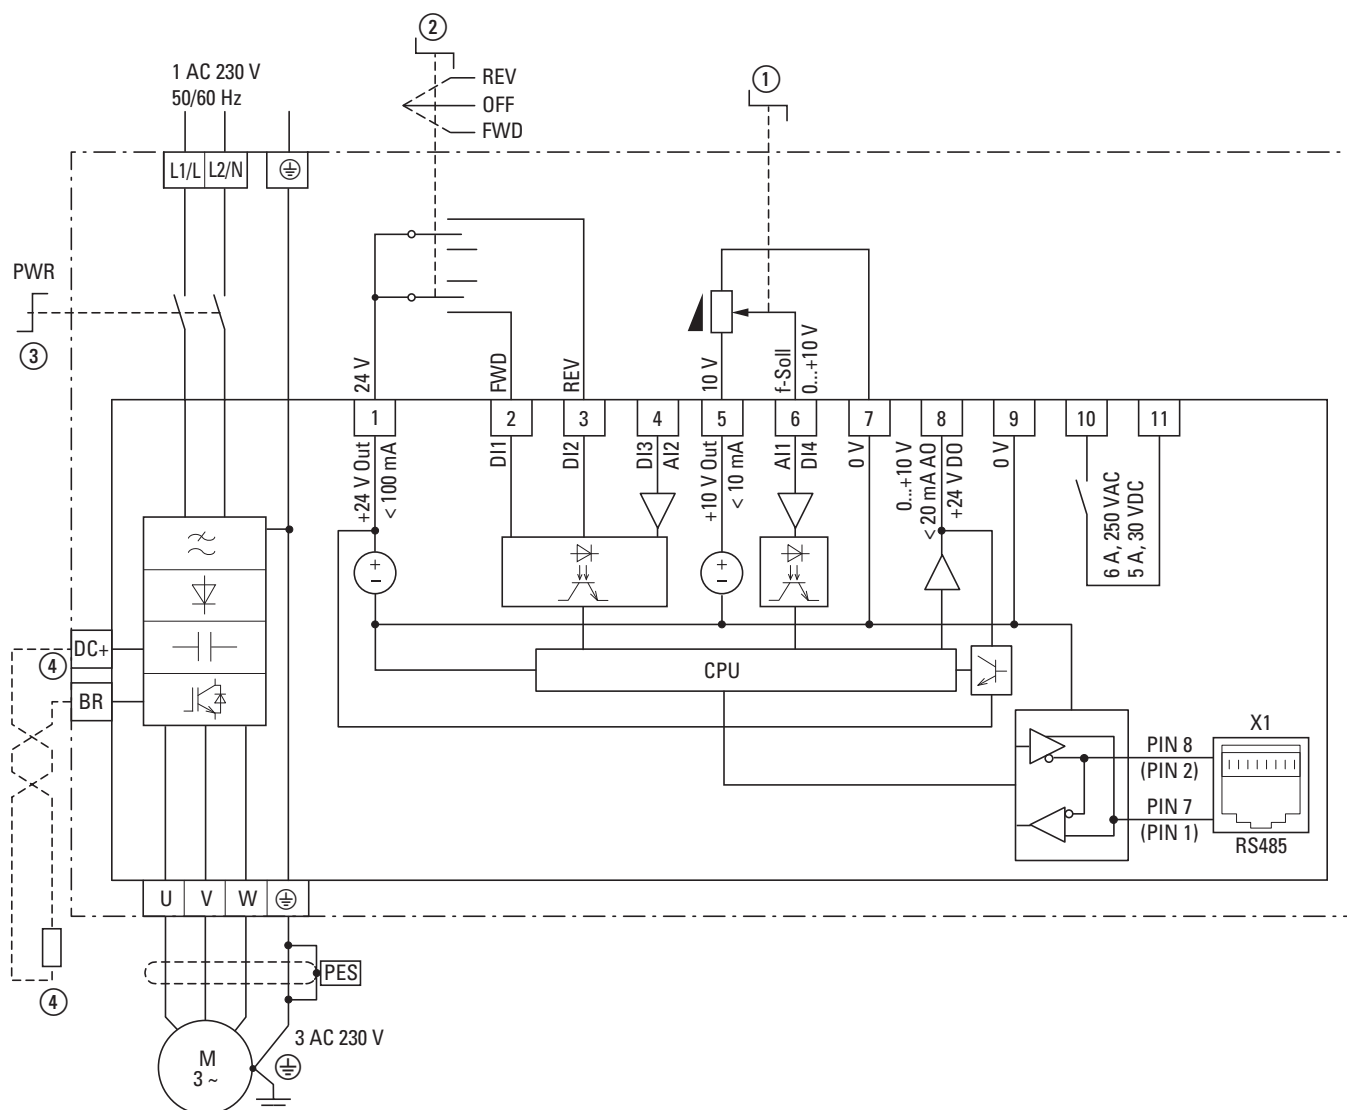 ②
REV
OFF
FWD
1 AC 230 V
50/60 Hz
①
L1/L L2/N
PWR
③
24 V
FWD
REV
10 V
f-Soll
0...+10 V
1 2 3 4 5 6 7 8 9 10 11
+24 V Out
< 100 mA
DI1
DI2
DI3
AI2
+10 V Out
< 10 mA
AI1
DI4
0 V
0...+10 V
< 20 mA AO
+24 V DO
0 V
6 A, 250 VAC
5 A, 30 VDC
+
-
+
-
DC+
④
BR
CPU
X1
PIN 8
(PIN 2)
PIN 7
(PIN 1)
RS485
U V W
PES
④
3 AC 230 V
M
3 ~